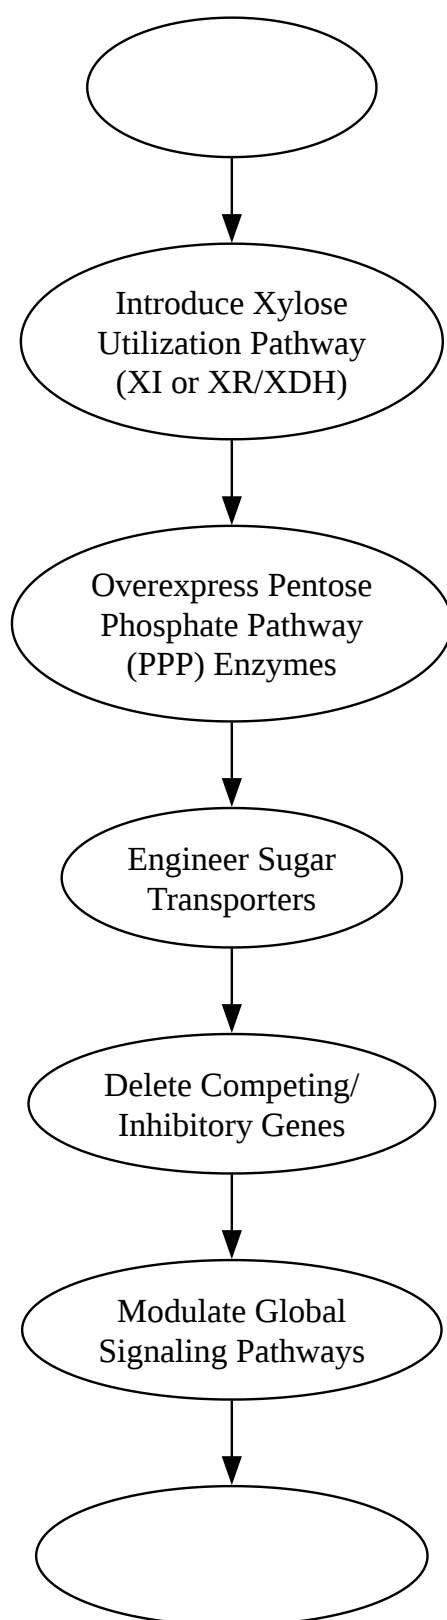 Introduce Xylose
Utilization Pathway
(XI or XR/XDH)
Overexpress Pentose
Phosphate Pathway
(PPP) Enzymes
Engineer Sugar
Transporters
Delete Competing/
Inhibitory Genes
Modulate Global
Signaling Pathways